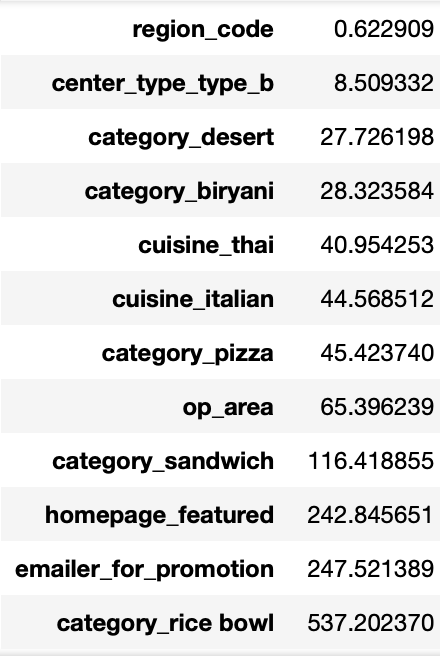 region_code 0.622909
center_type_type_b 8.509332
category_desert 27.726198
category_biryani 28.323584
cuisine_thai 40.954253
cuisine_italian 44.568512
category_pizza 45.423740
op_area 65.396239
category_sandwich 116.418855
homepage_featured 242.845651
emailer_for_promotion 247.521389
category_rice bowl 537.202370